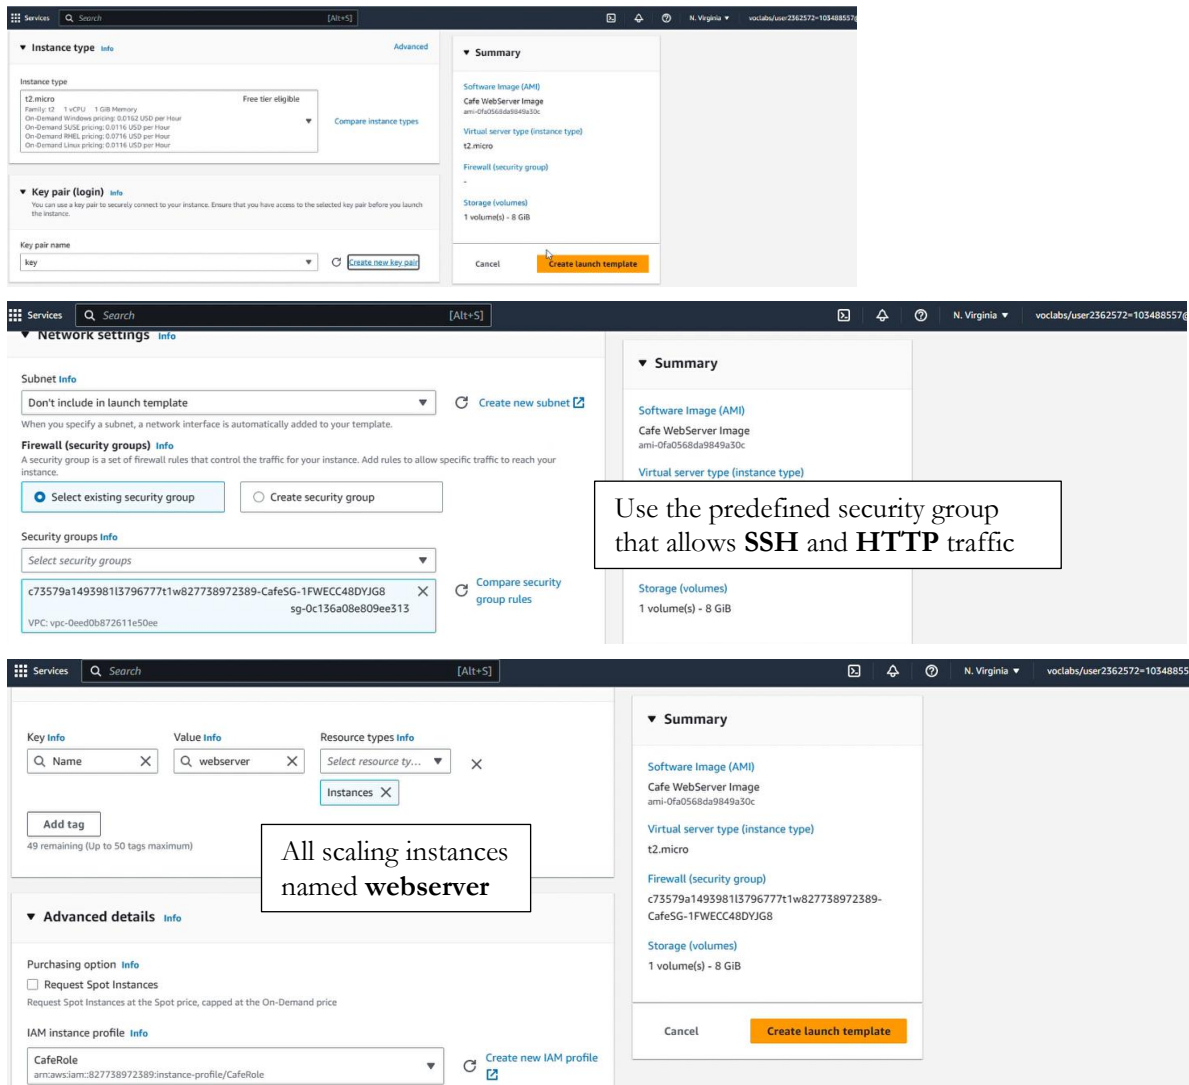 Services Search [Alt+S] N. Virginia ▼ voclabs/user2362572=103488557@
▼ Instance type Info Advanced
Instance type
t2.micro Free tier eligible
Family: t2 1 vCPU 1 GiB Memory
On-Demand Windows pricing: 0.0162 USD per Hour
On-Demand SUSE pricing: 0.0116 USD per Hour
On-Demand RHEL pricing: 0.0716 USD per Hour
On-Demand Linux pricing: 0.0116 USD per Hour
Compare instance types
▼ Key pair (login) Info
You can use a key pair to securely connect to your instance. Ensure that you have access to the selected key pair before you launch
the instance.
Key pair name
key
Create new key pair
▼ Summary
Software Image (AMI)
Cafe WebServer Image
ami-0fa0568da9849a30c
Virtual server type (instance type)
t2.micro
Firewall (security group)
-
Storage (volumes)
1 volume(s) - 8 GiB
Cancel Create launch template
Services Search [Alt+S] N. Virginia ▼ voclabs/user2362572=103488557@
▼ Network settings Info
Subnet Info
Don't include in launch template
Create new subnet
When you specify a subnet, a network interface is automatically added to your template.
Firewall (security groups) Info
A security group is a set of firewall rules that control the traffic for your instance. Add rules to allow specific traffic to reach your
instance.
Select existing security group Create security group
Security groups Info
Select security groups
c73579a1493981l3796777t1w827738972389-CafeSG-1FWECC48DYJG8
sg-0c136a08e809ee313
VPC: vpc-0eed0b872611e50ee
Compare security
group rules
▼ Summary
Software Image (AMI)
Cafe WebServer Image
ami-0fa0568da9849a30c
Virtual server type (instance type)
Use the predefined security group
that allows SSH and HTTP traffic
Storage (volumes)
1 volume(s) - 8 GiB
Services Search [Alt+S] N. Virginia ▼ voclabs/user2362572=10348855
Key Info Value Info Resource types Info
Name webserver Select resource ty...
Instances
Add tag
49 remaining (Up to 50 tags maximum)
All scaling instances
named webserver
▼ Advanced details Info
Purchasing option Info
Request Spot Instances
Request Spot Instances at the Spot price, capped at the On-Demand price
IAM instance profile Info
CafeRole
arn:aws:iam::827738972389:instance-profile/CafeRole
Create new IAM profile
▼ Summary
Software Image (AMI)
Cafe WebServer Image
ami-0fa0568da9849a30c
Virtual server type (instance type)
t2.micro
Firewall (security group)
c73579a1493981l3796777t1w827738972389-
CafeSG-1FWECC48DYJG8
Storage (volumes)
1 volume(s) - 8 GiB
Cancel Create launch template